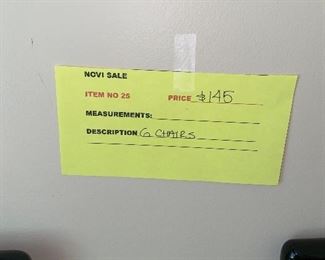 NOVI SALE
ITEM NO 25 PRICE $145
MEASUREMENTS:
DESCRIPTION 6 CHAIRS